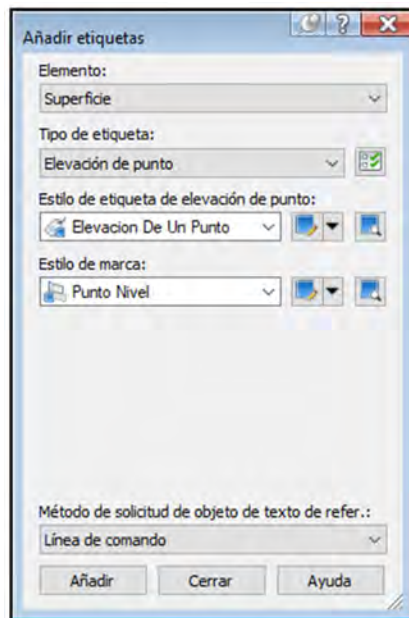 Añadir etiquetas
Elemento:
Superficie
Tipo de etiqueta:
Elevación de punto
Estilo de etiqueta de elevación de punto:
Elevacion De Un Punto
Estilo de marca:
Punto Nivel
Método de solicitud de objeto de texto de refer.:
Línea de comando
Añadir Cerrar Ayuda